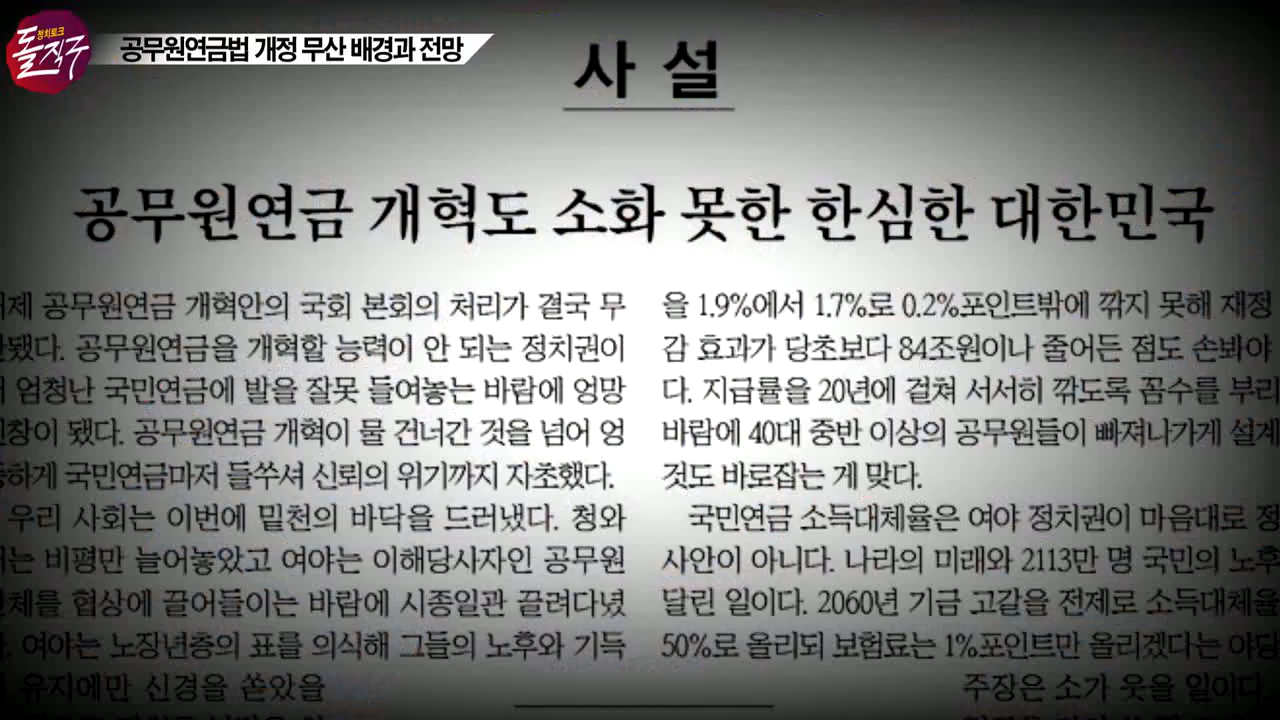 정치토크
돌직구
공무원연금법 개정 무산 배경과 전망
사 설
공무원연금 개혁도 소화 못한 한심한 대한민국
공무원연금 개혁안의 국회 본회의 처리가 결국 무
됐다. 공무원연금을 개혁할 능력이 안 되는 정치권이
엄청난 국민연금에 발을 잘못 들여놓는 바람에 엉망
창이 됐다. 공무원연금 개혁이 물 건너간 것을 넘어 엉
하게 국민연금마저 들쑤셔 신뢰의 위기까지 자초했다.
우리 사회는 이번에 밑천의 바닥을 드러냈다. 청와
는 비평만 늘어놓았고 여야는 이해당사자인 공무원
체를 협상에 끌어들이는 바람에 시종일관 끌려다녔
. 여야는 노장년층의 표를 의식해 그들의 노후와 기득
유지에만 신경을 쏟았을
을 1.9%에서 1.7%로 0.2%포인트밖에 깎지 못해 재정
감 효과가 당초보다 84조원이나 줄어든 점도 손봐야
다. 지급률을 20년에 걸쳐 서서히 깎도록 꼼수를 부리
바람에 40대 중반 이상의 공무원들이 빠져나가게 설계
것도 바로잡는 게 맞다.
국민연금 소득대체율은 여야 정치권이 마음대로 정
사안이 아니다. 나라의 미래와 2113만 명 국민의 노후
달린 일이다. 2060년 기금 고갈을 전제로 소득대체율
50%로 올리되 보험료는 1%포인트만 올리겠다는 야당
주장은 소가 웃을 일이다.